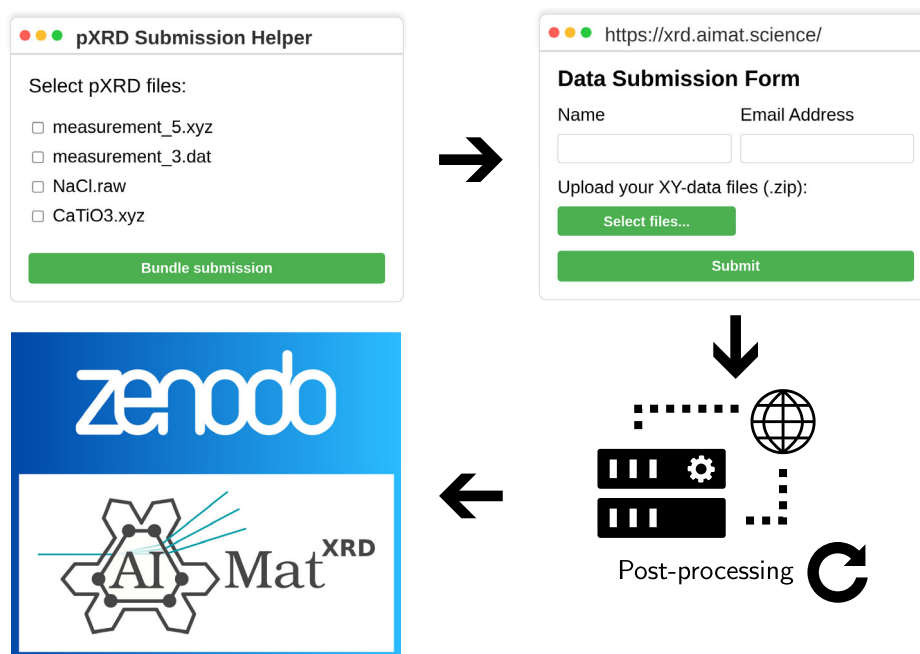 pXRD Submission Helper
Select pXRD files:
measurement_5.xyz
measurement_3.dat
NaCl.raw
CaTiO3.xyz
Bundle submission
https://xrd.aimat.science/
Data Submission Form
Name Email Address
Upload your XY-data files (.zip):
Select files...
Submit
Post-processing
zenodo
AI Mat XRD